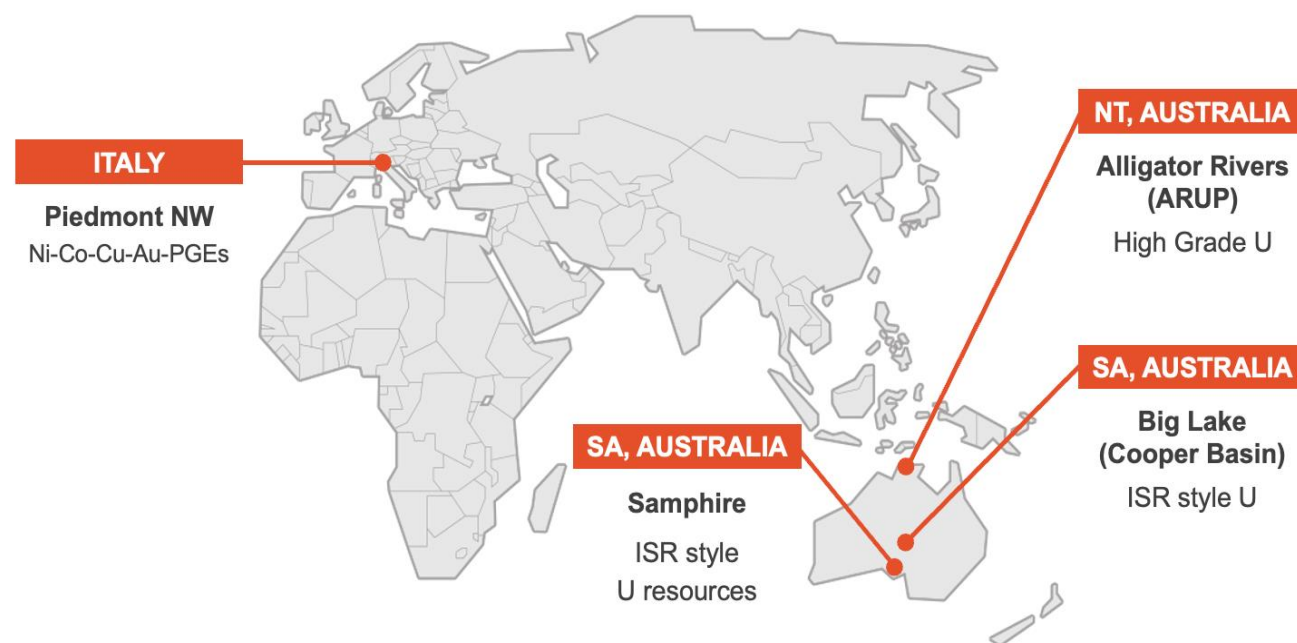 ITALY
Piedmont NW
Ni-Co-Cu-Au-PGEs
NT, AUSTRALIA
Alligator Rivers
(ARUP)
High Grade U
SA, AUSTRALIA
Big Lake
(Cooper Basin)
ISR style U
SA, AUSTRALIA
Samphire
ISR style
U resources